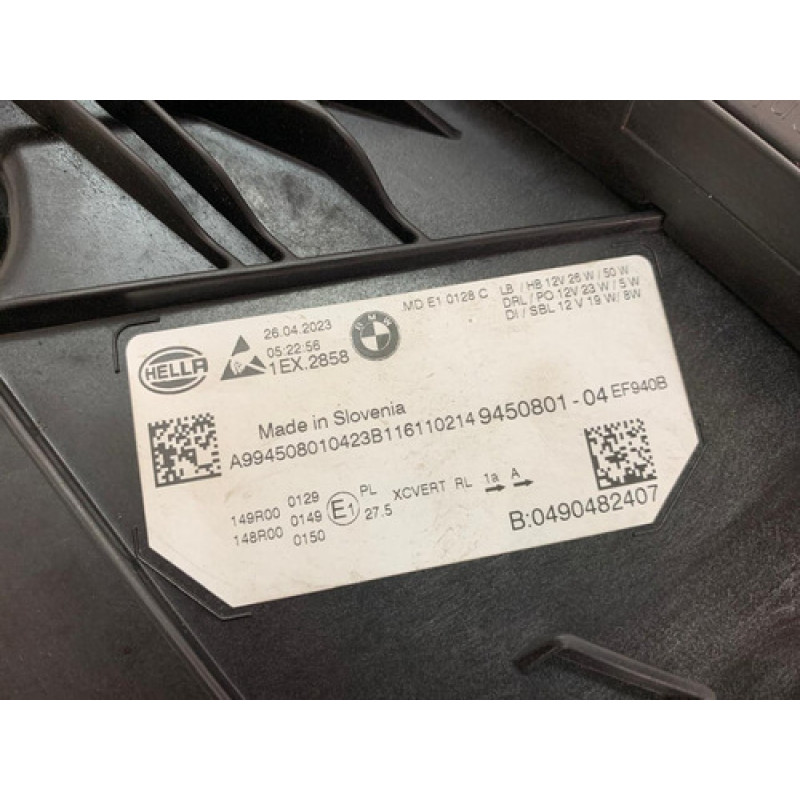 26.04.2023
05:22:56
1EX.2858
HELLA
BMW
MD E1 0128 C
LB / HB 12V 26 W / 50 W
DRL / PO 12V 23 W / 5 W
DI / SBL 12 V 19 W / 8W
Made in Slovenia
A994508010423B116110214 9450801 - 04 EF940B
149R00 0129
148R00 0149
0150
E1
PL
27.5
XCVERT RL 1a → A →
B:0490482407